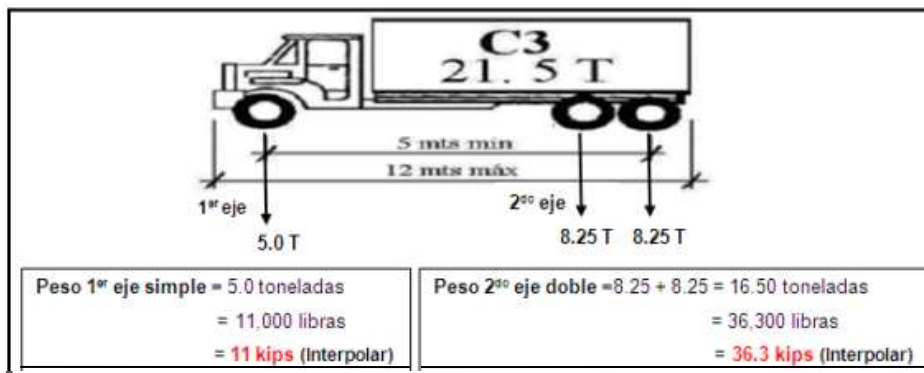 C3
21. 5 T
5 mts min
12 mts máx
1er eje
2do eje
5.0 T
8.25 T
8.25 T
Peso 1er eje simple = 5.0 toneladas
= 11,000 libras
= 11 kips (Interpolar)
Peso 2do eje doble =8.25 + 8.25 = 16.50 toneladas
= 36,300 libras
= 36.3 kips (Interpolar)